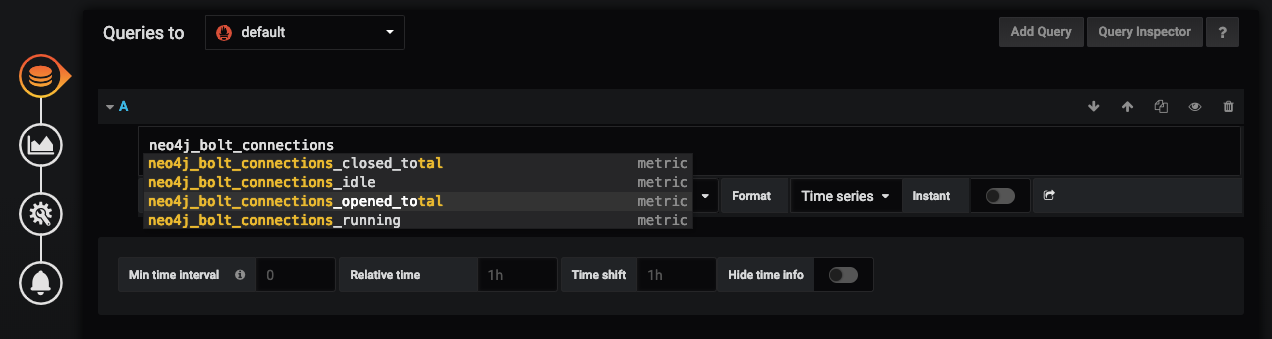 Queries to default Add Query Query Inspector ?
A
neo4j_bolt_connections
neo4j_bolt_connections_closed_total metric
neo4j_bolt_connections_idle metric
neo4j_bolt_connections_opened_total metric
neo4j_bolt_connections_running metric
Format Time series Instant
Min time interval 0 Relative time 1h Time shift 1h Hide time info